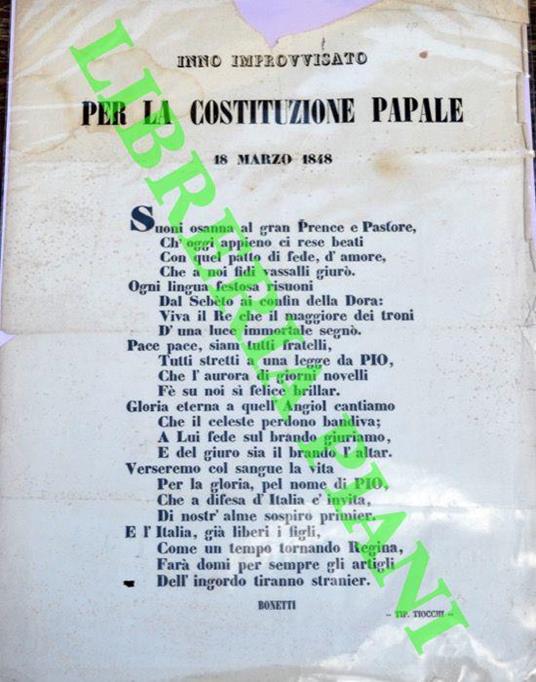 INNO IMPROVVISATO
PER LA COSTITUZIONE PAPALE
18 MARZO 1848
Suoni osanna al gran Prence e Pastore,
Ch' oggi appieno ci rese beati
Con quel patto di fede, d' amore,
Che a noi fidi vassalli giurò.
Ogni lingua festosa risuoni
Dal Sebèto ai confin della Dora:
Viva il Re che il maggiore dei troni
D' una luce immortale segnò.
Pace pace, siam tutti fratelli,
Tutti stretti a una legge da PIO,
Che l' aurora di giorni novelli
Fè su noi sì felice brillar.
Gloria eterna a quell' Angiol cantiamo
Che il celeste perdono bandiva;
A Lui fede sul brando giuriamo,
E del giuro sia il brando l' altar.
Verseremo col sangue la vita
Per la gloria, pel nome di PIO,
Che a difesa d' Italia c' invita,
Di nostr' alme sospiro primier.
E l' Italia, già liberi i figli,
Come un tempo tornando Regina,
Farà domi per sempre gli artigli
Dell' ingordo tiranno stranier.
BONETTI
– TIP. TIOCCHI –
LIBRERIA PIANI